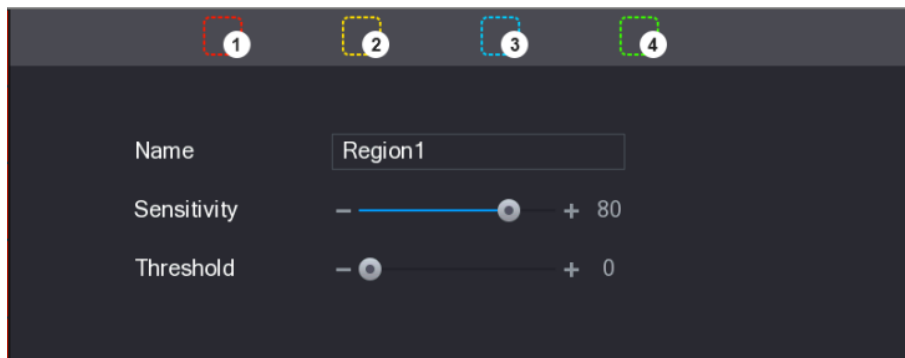 1 2 3 4
Name Region1
Sensitivity − + 80
Threshold − + 0